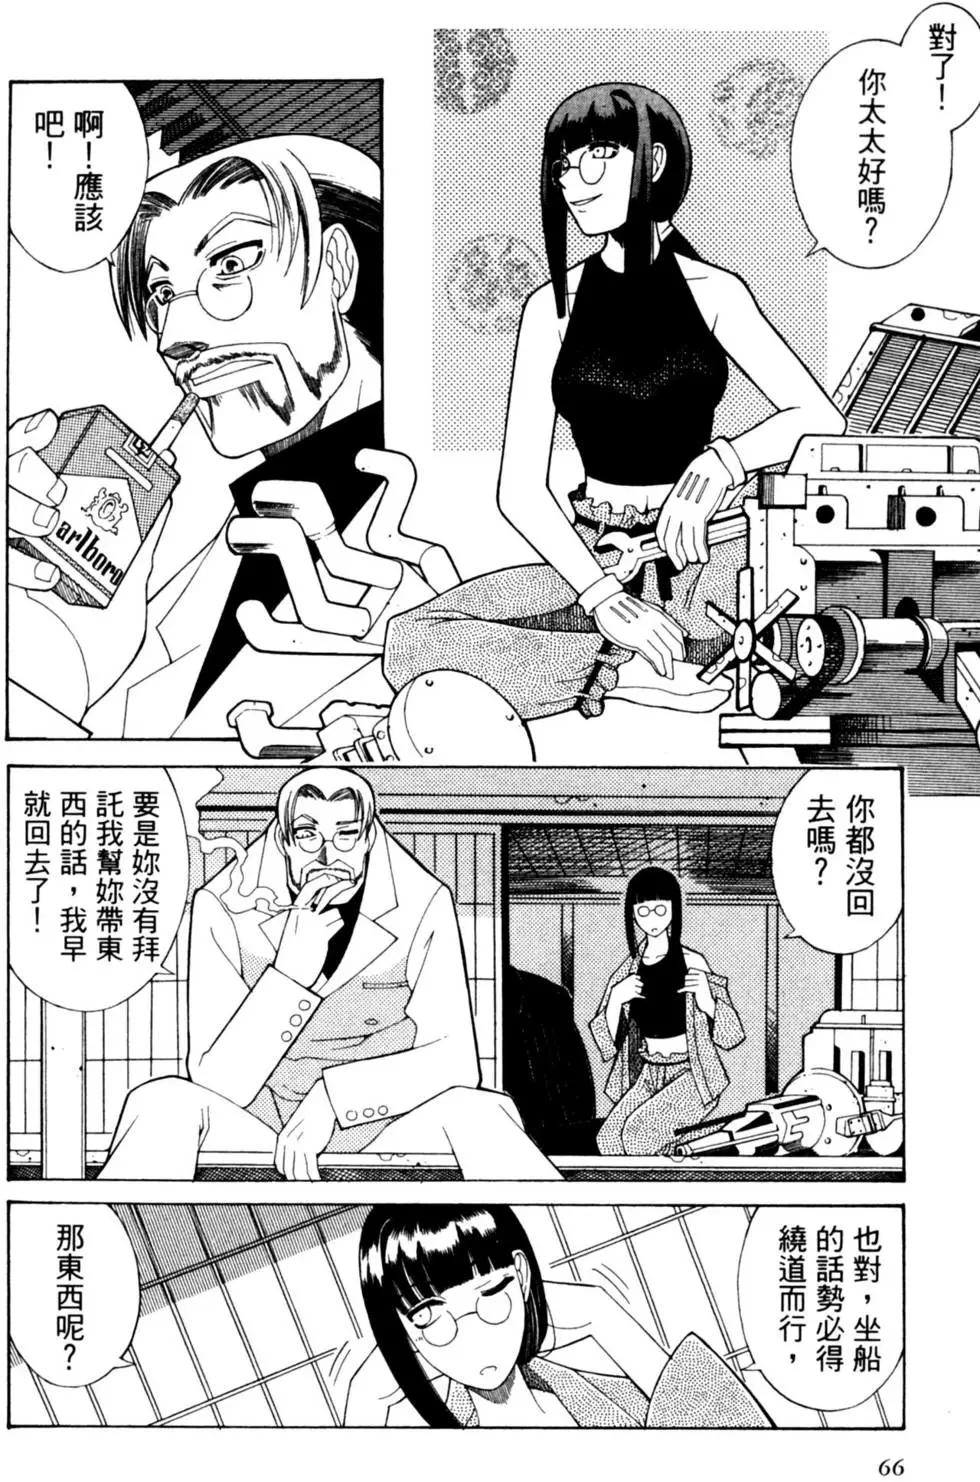 對了！
你太太好嗎？
啊！應該
吧！
arlboro
你都沒回
去嗎？
要是妳沒有拜
託我幫妳帶東
西的話，我早
就回去了！
也對，坐船
的話勢必得
繞道而行，
那東西呢？
66